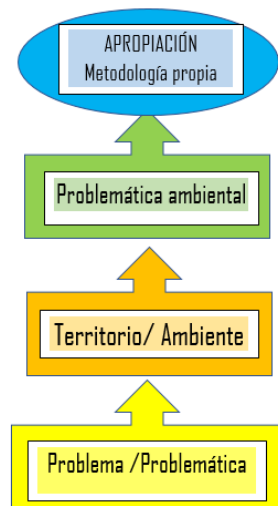 APROPIACIÓN
Metodología propia
Problemática ambiental
Territorio/ Ambiente
Problema /Problemática